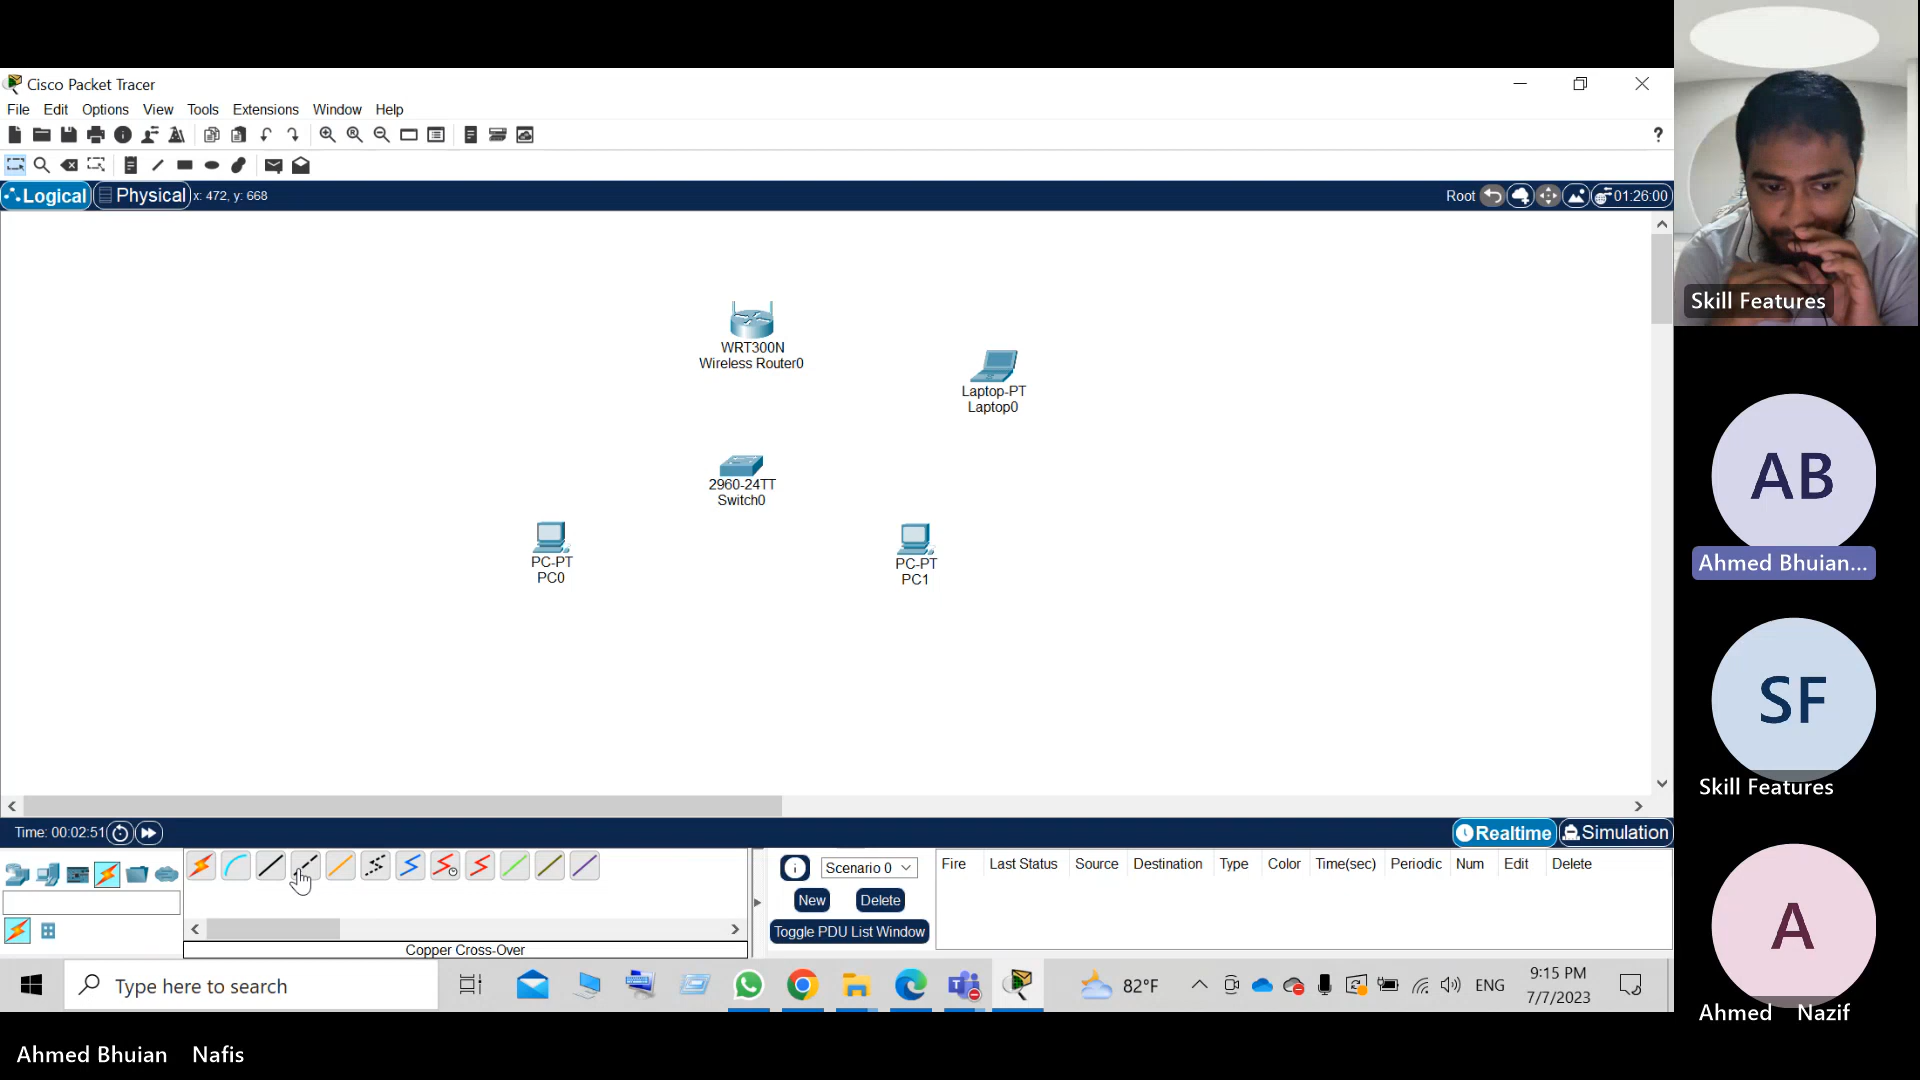 Cisco Packet Tracer
File Edit Options View Tools Extensions Window Help
?
Logical Physical x: 472, y: 668
Root 01:26:00
WRT300N
Wireless Router0
Laptop-PT
Laptop0
2960-24TT
Switch0
PC-PT
PC0
PC-PT
PC1
Time: 00:02:51
Realtime Simulation
Scenario 0
New Delete
Toggle PDU List Window
Fire Last Status Source Destination Type Color Time(sec) Periodic Num Edit Delete
Copper Cross-Over
Type here to search
82°F
ENG
9:15 PM
7/7/2023
Skill Features
AB
Ahmed Bhuian...
SF
Skill Features
A
Ahmed Nazif
Ahmed Bhuian Nafis